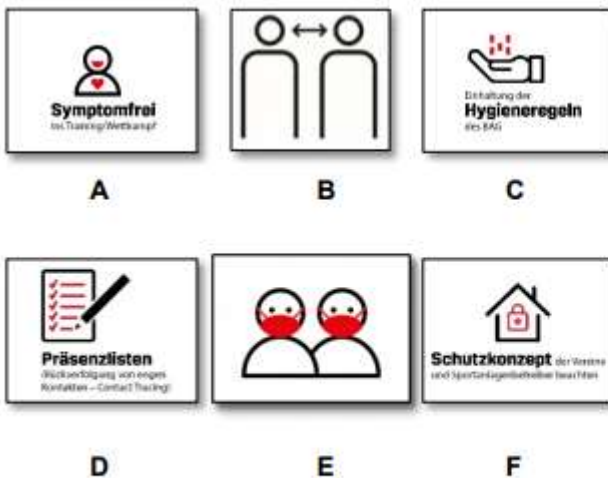 Symptomfrei
ins Training/Wettkampf
Einhaltung der
Hygieneregeln
des BAG
A
B
C
Präsenzlisten
(Rückverfolgung von engen
Kontakten – Contact Tracing)
Schutzkonzept der Vereine
und Sportanlagenbetreiber beachten
D
E
F